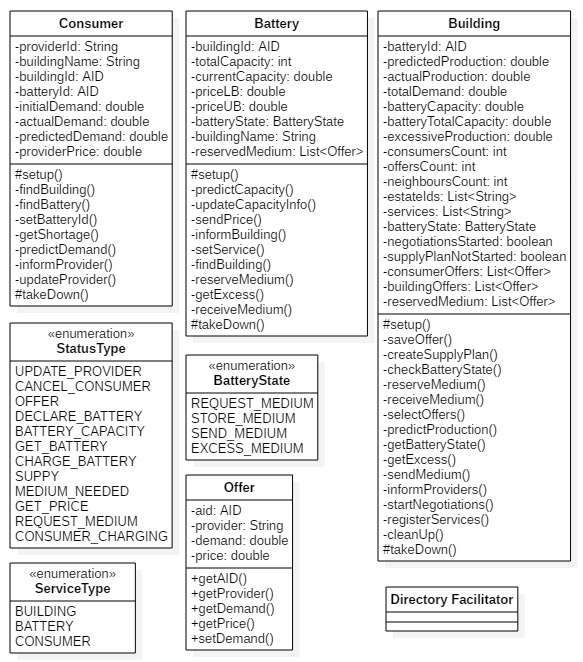 Consumer
-providerId: String
-buildingName: String
-buildingId: AID
-batteryId: AID
-initialDemand: double
-actualDemand: double
-predictedDemand: double
-providerPrice: double
#setup()
-findBuilding()
-findBattery()
-setBatteryId()
-getShortage()
-predictDemand()
-informProvider()
-updateProvider()
#takeDown()
Battery
-buildingId: AID
-totalCapacity: int
-currentCapacity: double
-priceLB: double
-priceUB: double
-batteryState: BatteryState
-buildingName: String
-reservedMedium: List<Offer>
#setup()
-predictCapacity()
-updateCapacityInfo()
-sendPrice()
-informBuilding()
-setService()
-findBuilding()
-reserveMedium()
-getExcess()
-receiveMedium()
#takeDown()
Building
-batteryId: AID
-predictedProduction: double
-actualProduction: double
-totalDemand: double
-batteryCapacity: double
-batteryTotalCapacity: double
-excessiveProduction: double
-consumersCount: int
-offersCount: int
-neighboursCount: int
-estateIds: List<String>
-services: List<String>
-batteryState: BatteryState
-negotiationsStarted: boolean
-supplyPlanNotStarted: boolean
-consumerOffers: List<Offer>
-buildingOffers: List<Offer>
-reservedMedium: List<Offer>
#setup()
-saveOffer()
-createSupplyPlan()
-checkBatteryState()
-reserveMedium()
-receiveMedium()
-selectOffers()
-predictProduction()
-getBatteryState()
-getExcess()
-sendMedium()
-informProviders()
-startNegotiations()
-registerServices()
-cleanUp()
#takeDown()
«enumeration»
StatusType
UPDATE_PROVIDER
CANCEL_CONSUMER
OFFER
DECLARE_BATTERY
BATTERY_CAPACITY
GET_BATTERY
CHARGE_BATTERY
SUPPY
MEDIUM_NEEDED
GET_PRICE
REQUEST_MEDIUM
CONSUMER_CHARGING
«enumeration»
BatteryState
REQUEST_MEDIUM
STORE_MEDIUM
SEND_MEDIUM
EXCESS_MEDIUM
Offer
-aid: AID
-provider: String
-demand: double
-price: double
+getAID()
+getProvider()
+getDemand()
+getPrice()
+setDemand()
«enumeration»
ServiceType
BUILDING
BATTERY
CONSUMER
Directory Facilitator